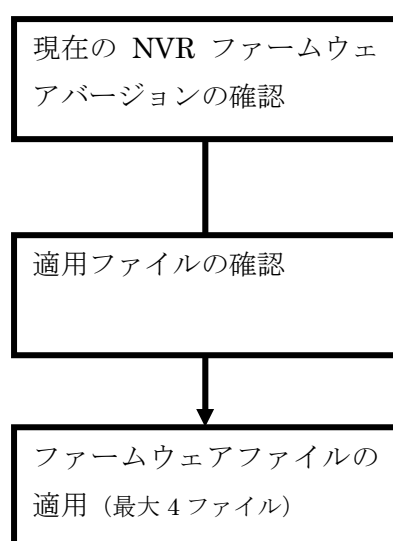 現在の NVR ファームウェ
アバージョンの確認
適用ファイルの確認
ファームウェアファイルの
適用（最大 4 ファイル）